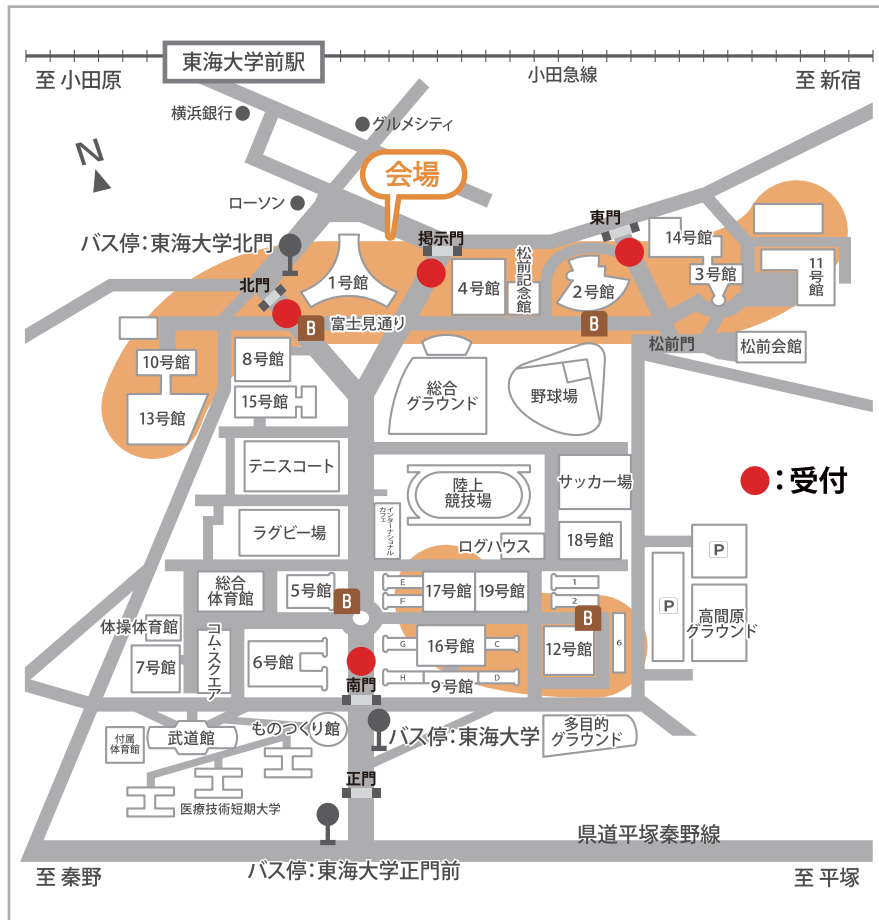 東海大学前駅
至 小田原
小田急線
至 新宿
横浜銀行
グルメシティ
N
会場
ローソン
バス停：東海大学北門
掲示門
東門
14号館
北門
1号館
4号館
松前
記念館
2号館
3号館
11
号
館
B
富士見通り
B
松前門
松前会館
10号館
8号館
総合
グラウンド
野球場
15号館
13号館
テニスコート
陸上
競技場
サッカー場
：受付
インターナショナル
カフェ
ラグビー場
ログハウス
18号館
P
総合
体育館
5号館
E
F
17号館
19号館
1
2
P
高間原
グラウンド
B
B
体操体育館
コム・スクエア
7号館
6号館
G
16号館
C
12号館
6
H
9号館
D
南門
付属
体育館
武道館
ものつくり館
バス停：東海大学
多目的
グラウンド
正門
医療技術短期大学
県道平塚秦野線
バス停：東海大学正門前
至 秦野
至 平塚